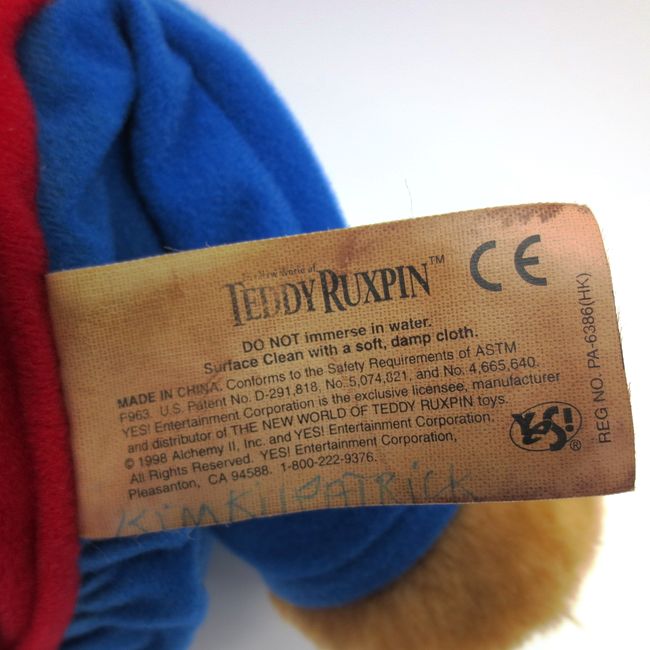 The New World of
TEDDY RUXPIN™
CE
DO NOT immerse in water.
Surface Clean with a soft, damp cloth.
MADE IN CHINA. Conforms to the Safety Requirements of ASTM
F963. U.S. Patent No. D-291,818, No. 5,074,821, and No. 4,665,640.
YES! Entertainment Corporation is the exclusive licensee, manufacturer
and distributor of THE NEW WORLD OF TEDDY RUXPIN toys.
© 1998 Alchemy II, Inc. and YES! Entertainment Corporation,
All Rights Reserved. YES! Entertainment Corporation,
Pleasanton, CA 94588. 1-800-222-9376.
¡YES! ®
REG NO. PA-6386(HK)
KIM KILPATRICK